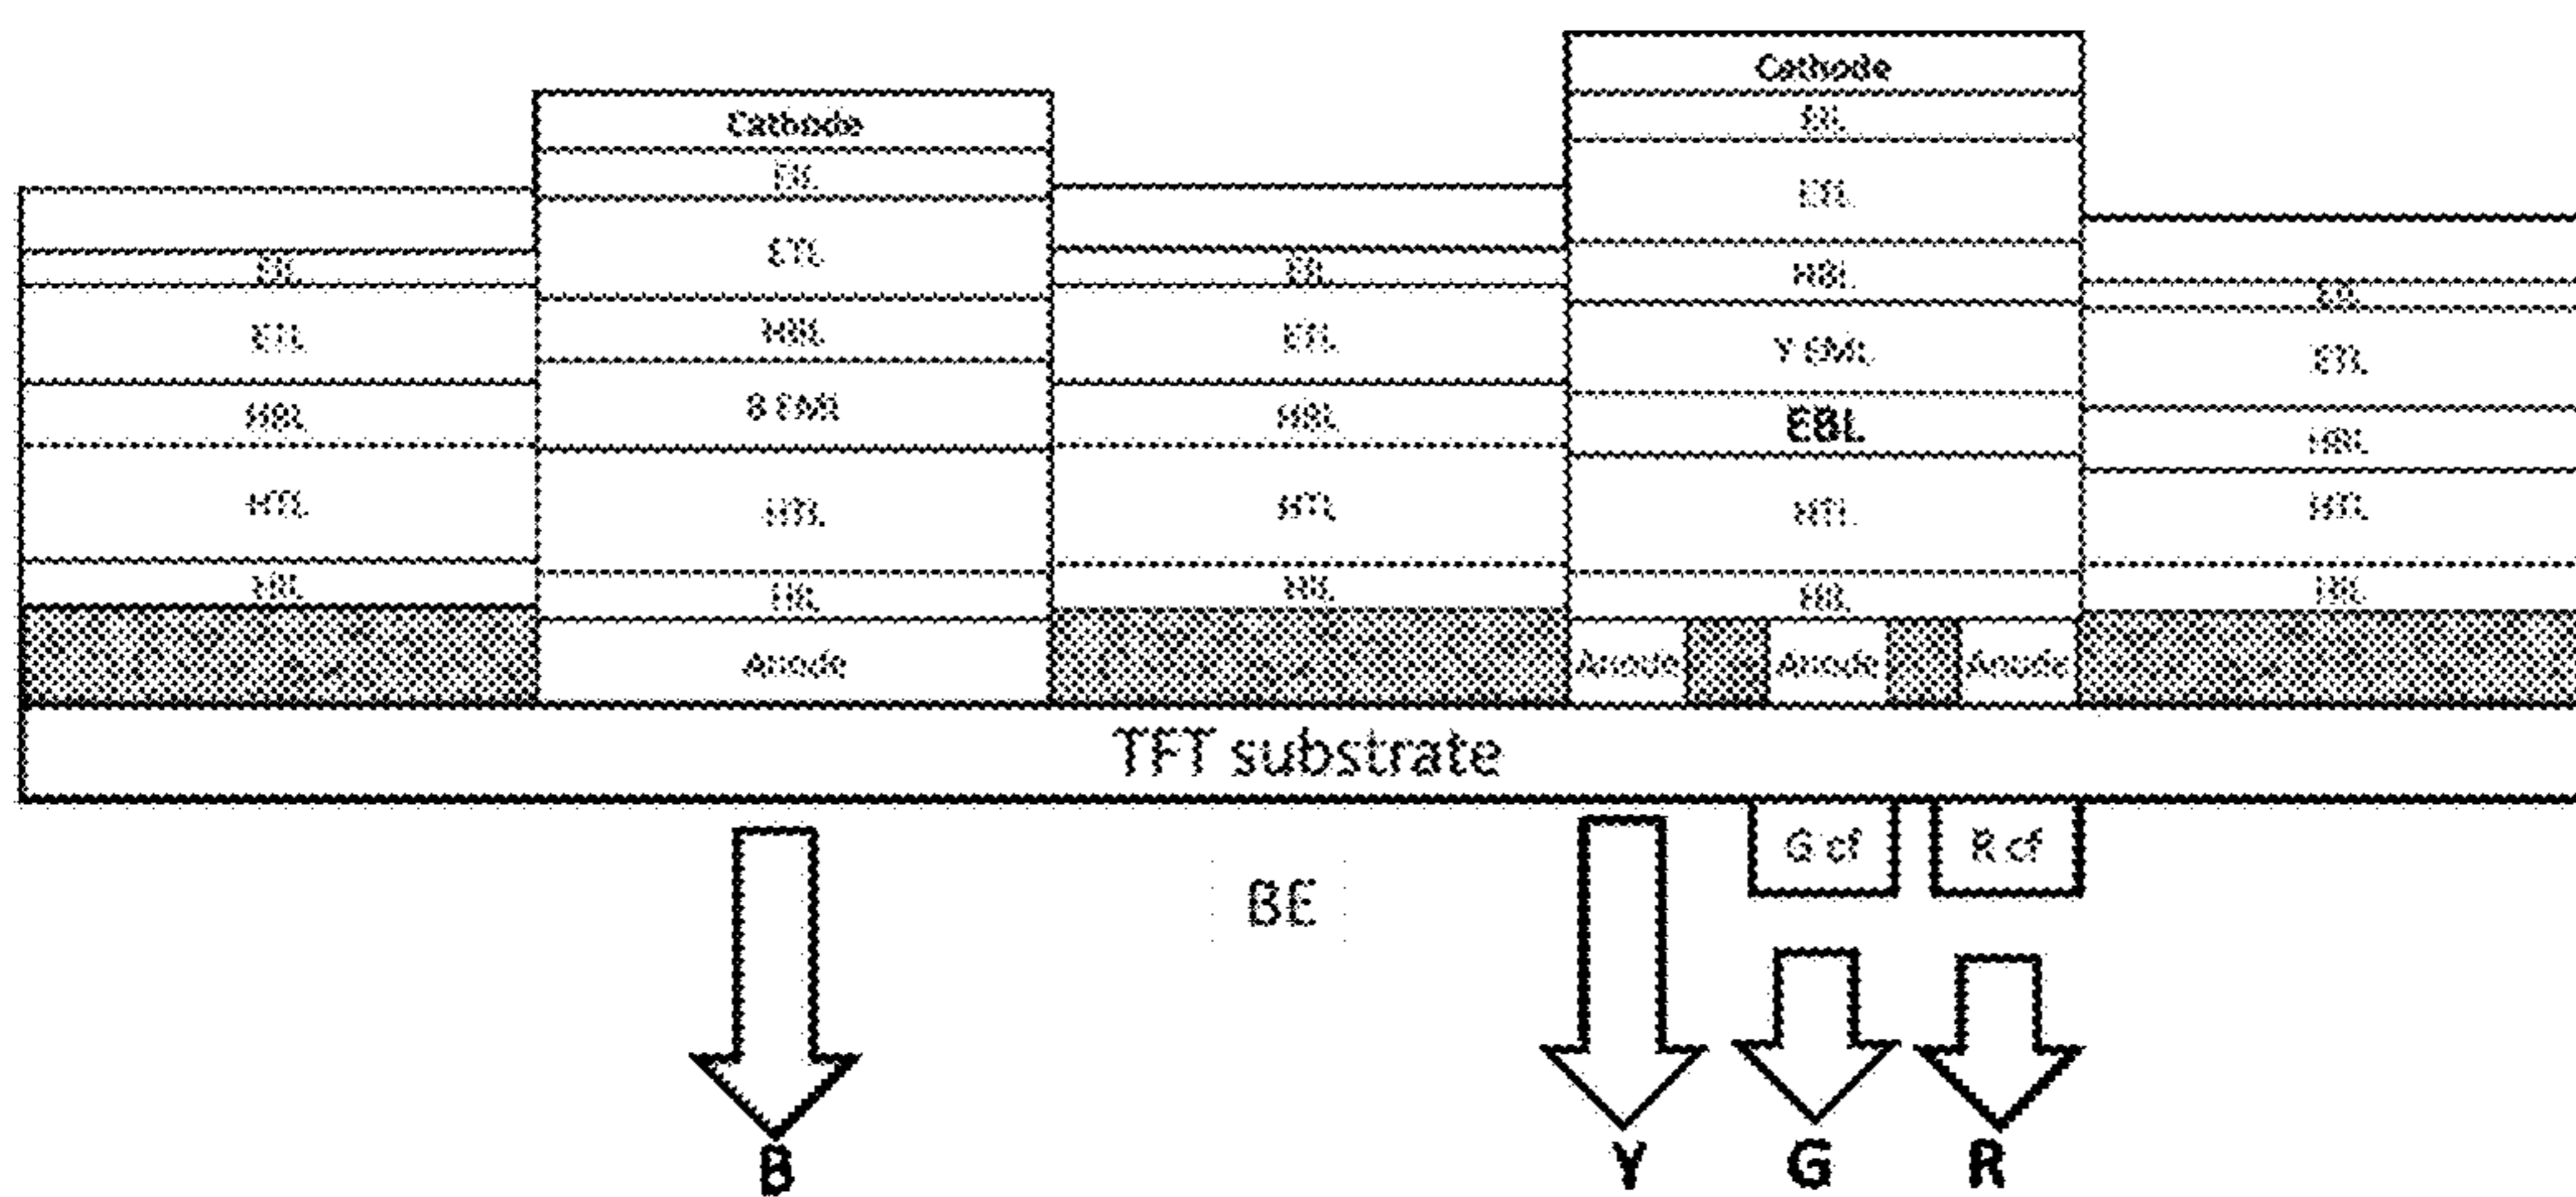 Cathode
EIL
ETL
HBL
B EML
HTL
HIL
Anode
EIL
ETL
HBL
HTL
HIL
EIL
ETL
HBL
HTL
HIL
Cathode
EIL
ETL
HBL
Y EML
EBL
HTL
HIL
Anode Anode Anode
EIL
ETL
HBL
HTL
HIL
TFT substrate
G cf R cf
BE
B Y G R